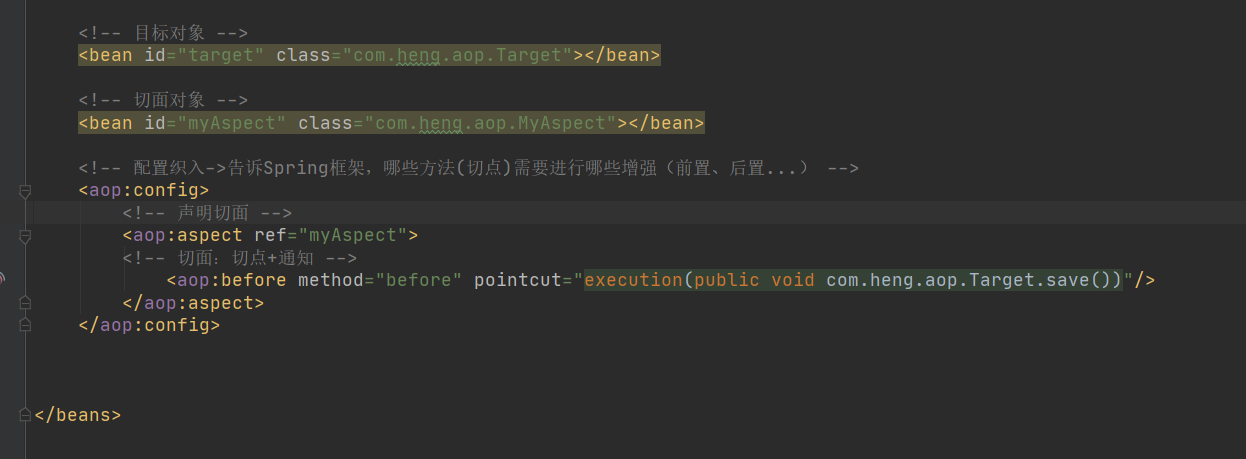 <!-- 目标对象 -->
<bean id="target" class="com.heng.aop.Target"></bean>
<!-- 切面对象 -->
<bean id="myAspect" class="com.heng.aop.MyAspect"></bean>
<!-- 配置织入->告诉Spring框架，哪些方法(切点)需要进行哪些增强（前置、后置...） -->
<aop:config>
<!-- 声明切面 -->
<aop:aspect ref="myAspect">
<!-- 切面：切点+通知 -->
<aop:before method="before" pointcut="execution(public void com.heng.aop.Target.save())"/>
</aop:aspect>
</aop:config>
</beans>